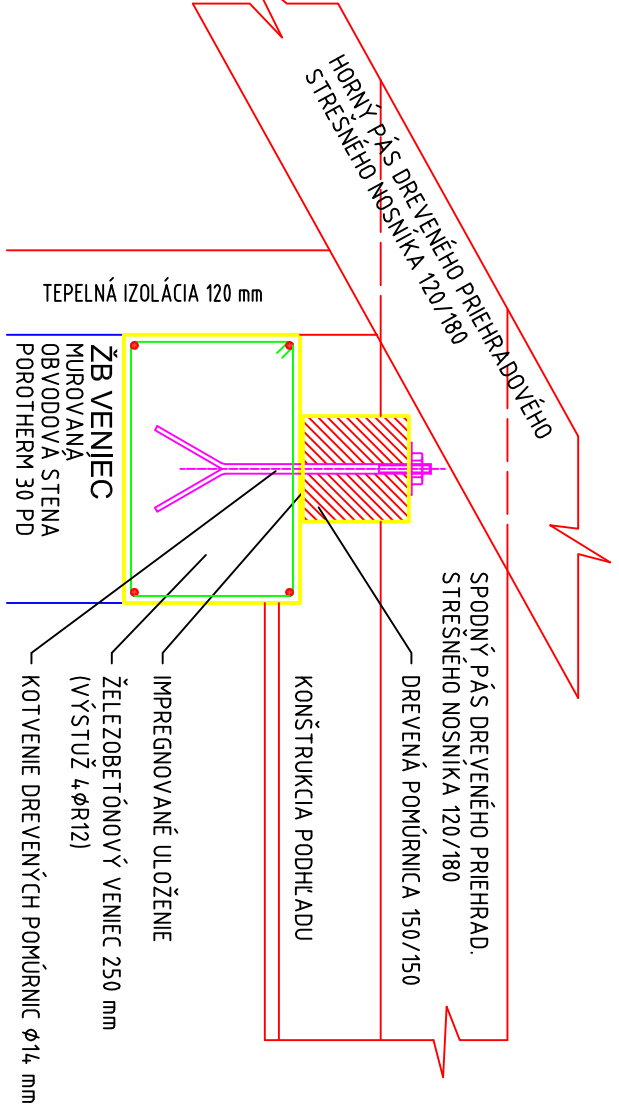 HORNÝ PÁS DREVENÉHO PRIEHRADOVÉHO
STREŠNÉHO NOSNÍKA 120/180
SPODNÝ PÁS DREVENÉHO PRIEHRAD.
STREŠNÉHO NOSNÍKA 120/180
DREVENÁ POMÚRNICA 150/150
KONŠTRUKCIA PODHĽADU
IMPREGNOVANÉ ULOŽENIE
ŽELEZOBETÓNOVÝ VENIEC 250 mm
(VÝSTUŽ 4ØR12)
KOTVENIE DREVENÝCH POMÚRNIC Ø14 mm
TEPELNÁ IZOLÁCIA 120 mm
ŽB VENIEC
MUROVANÁ
OBVODOVÁ STENA
POROTHERM 30 PD